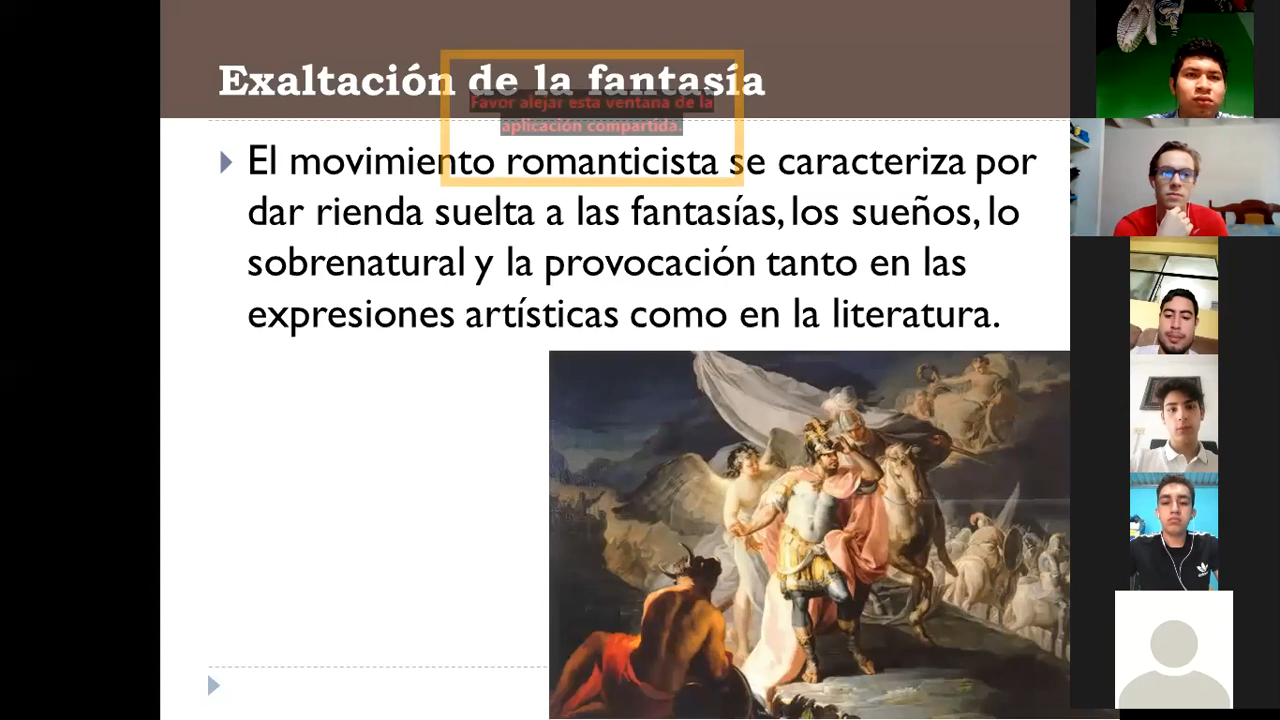 Exaltación de la fantasía
Favor alejar esta ventana de la
aplicación compartida.
El movimiento romanticista se caracteriza por
dar rienda suelta a las fantasías, los sueños, lo
sobrenatural y la provocación tanto en las
expresiones artísticas como en la literatura.